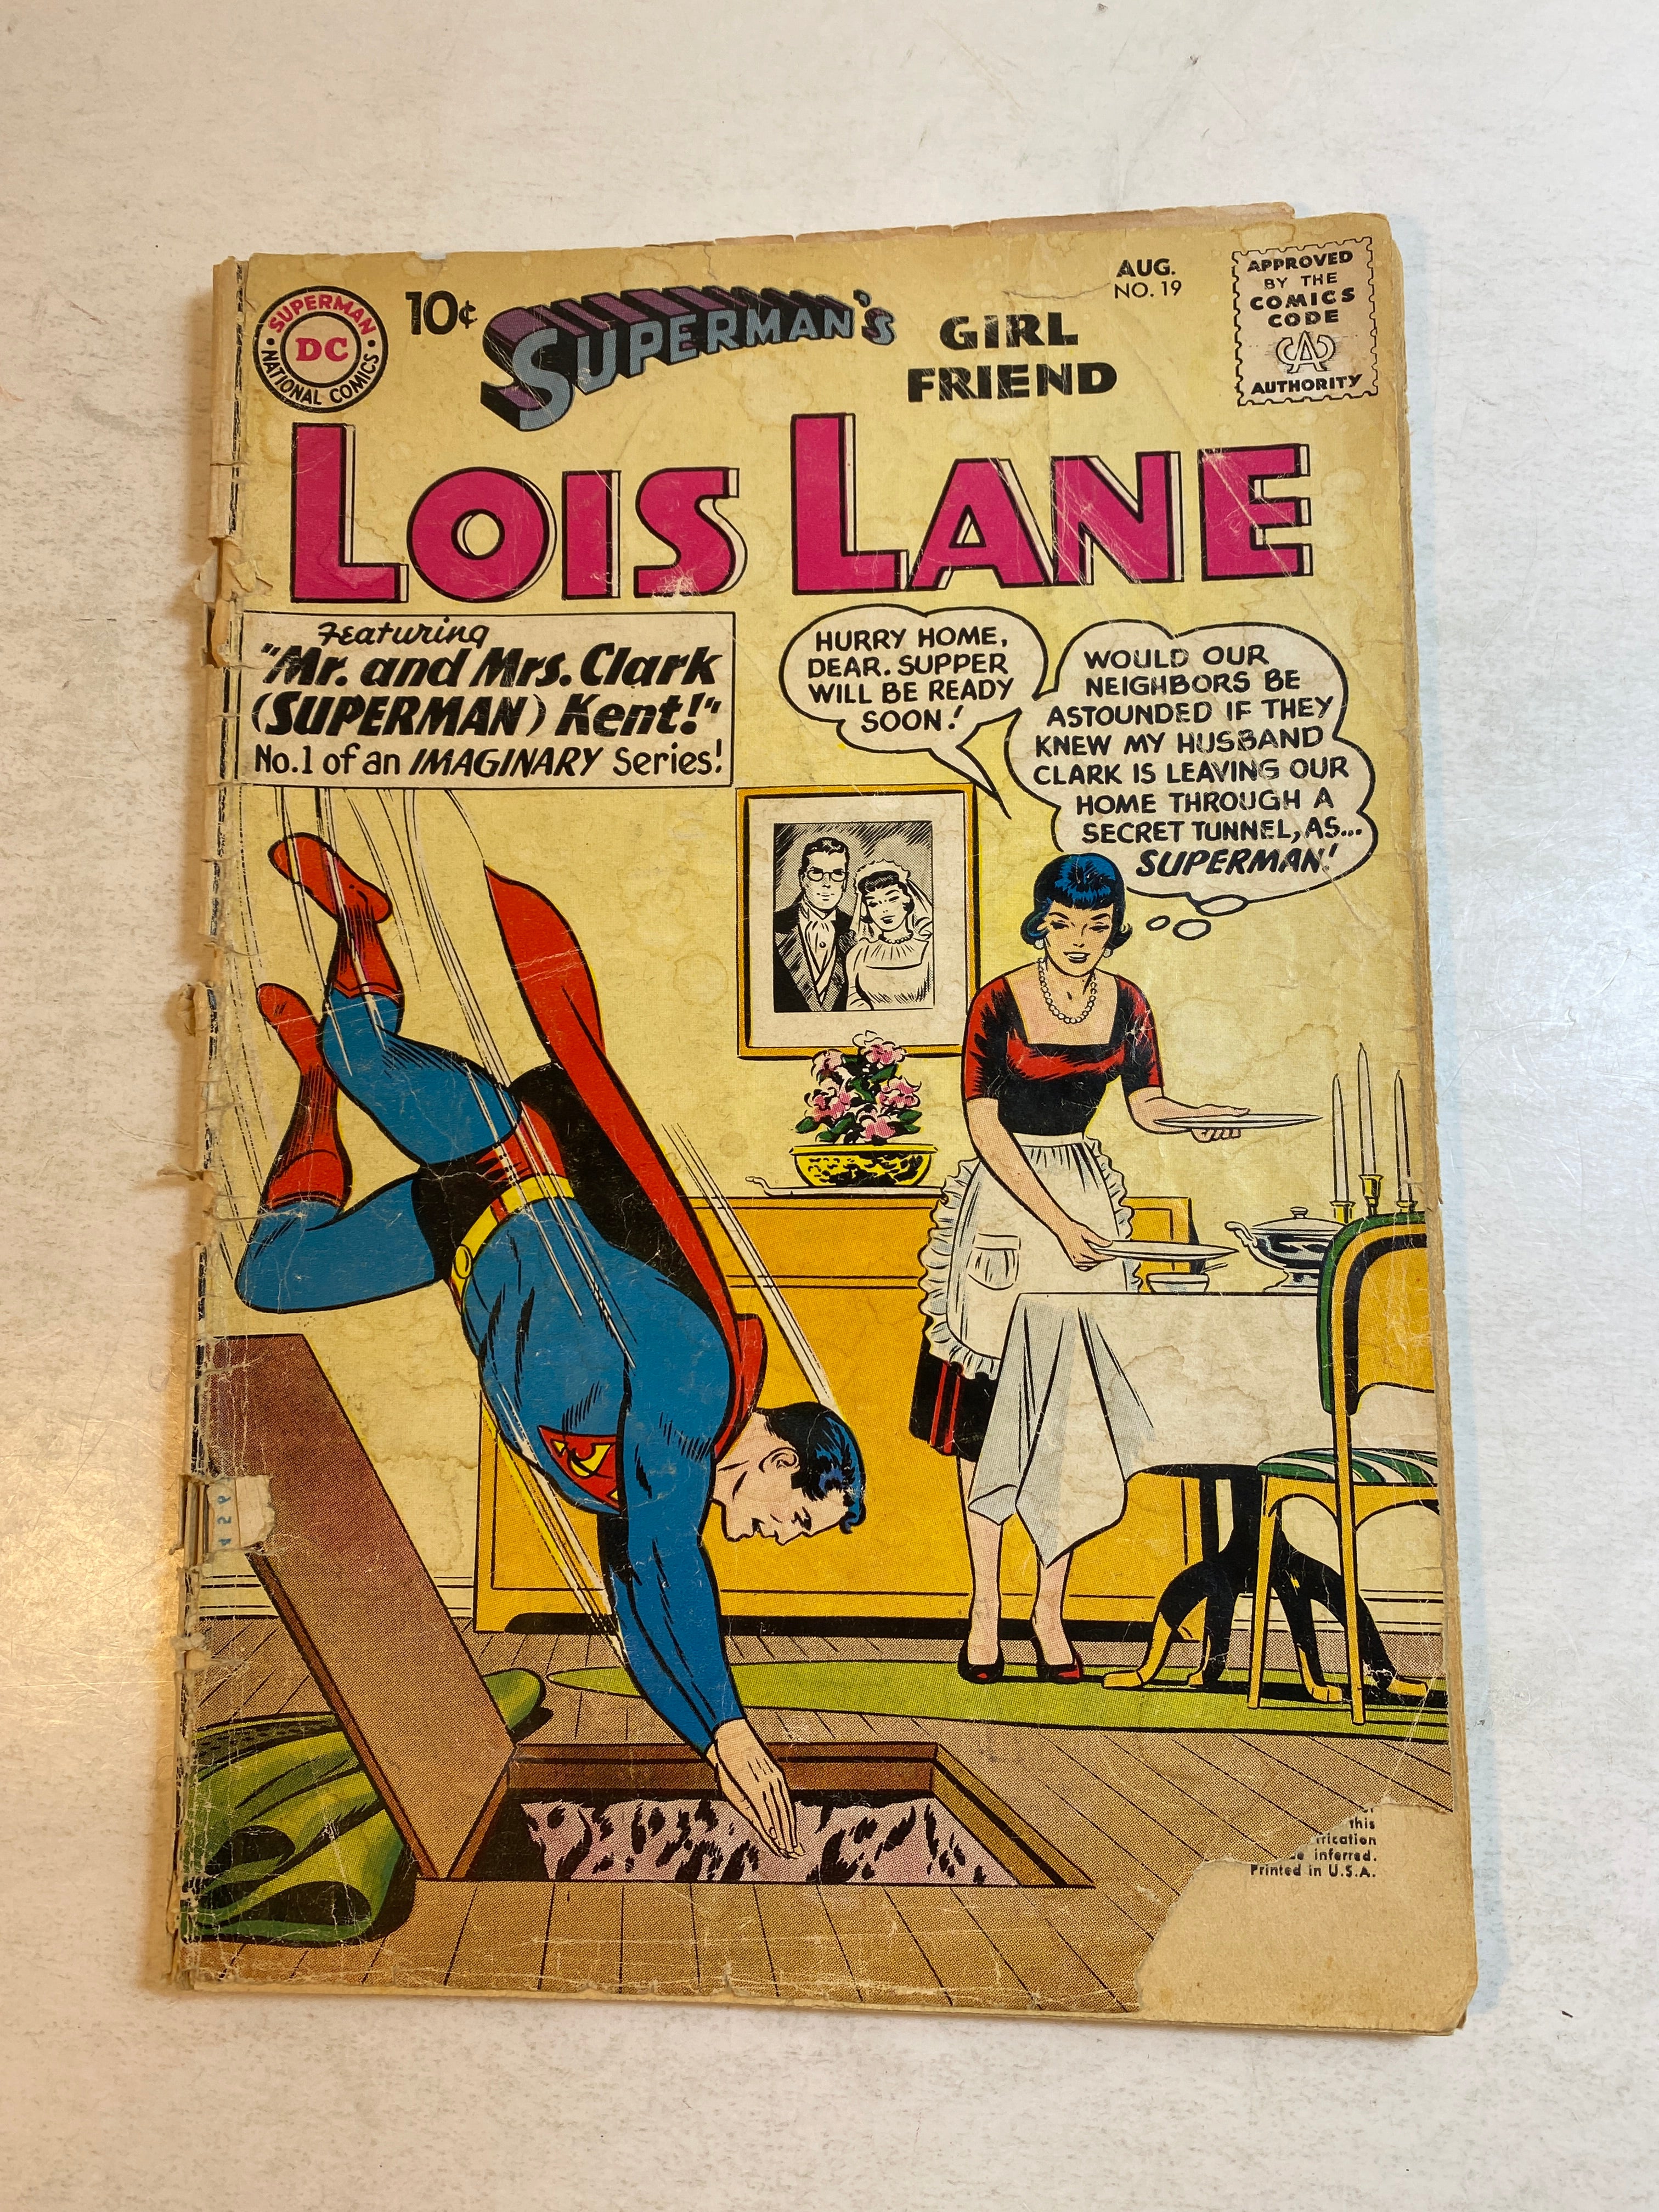 SUPERMAN
DC
NATIONAL COMICS
10¢
SUPERMAN'S
GIRL
FRIEND
AUG.
NO. 19
APPROVED
BY THE
COMICS
CODE
CA
AUTHORITY
LOIS LANE
Featuring
"Mr. and Mrs. Clark
(SUPERMAN) Kent!"
No.1 of an IMAGINARY Series!
HURRY HOME,
DEAR. SUPPER
WILL BE READY
SOON!
WOULD OUR
NEIGHBORS BE
ASTOUNDED IF THEY
KNEW MY HUSBAND
CLARK IS LEAVING OUR
HOME THROUGH A
SECRET TUNNEL, AS...
SUPERMAN!
this
inferred.
Printed in U.S.A.